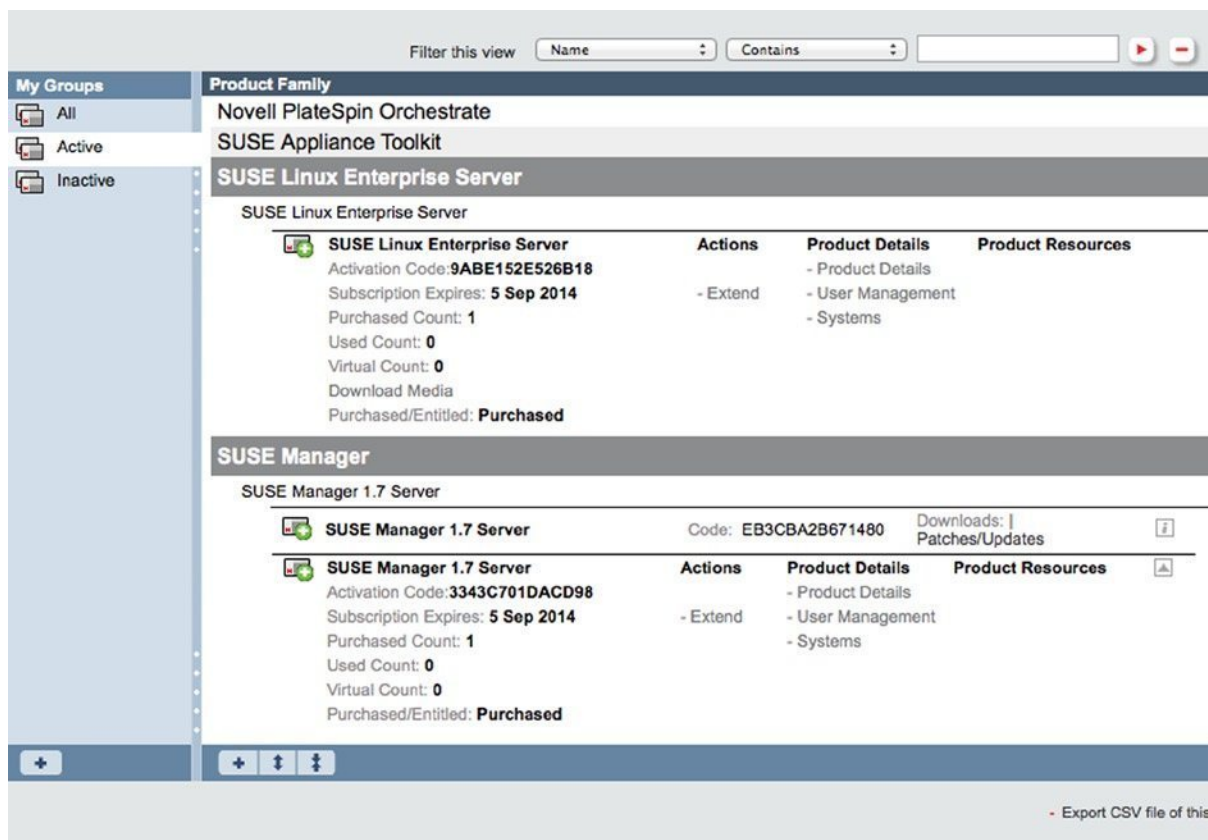 Filter this view Name Contains
My Groups
All
Active
Inactive
Product Family
Novell PlateSpin Orchestrate
SUSE Appliance Toolkit
SUSE Linux Enterprise Server
SUSE Linux Enterprise Server
SUSE Linux Enterprise Server Actions Product Details Product Resources
Activation Code:9ABE152E526B18 - Product Details
Subscription Expires: 5 Sep 2014 - Extend - User Management
Purchased Count: 1 - Systems
Used Count: 0
Virtual Count: 0
Download Media
Purchased/Entitled: Purchased
SUSE Manager
SUSE Manager 1.7 Server
SUSE Manager 1.7 Server Code: EB3CBA2B671480 Downloads: |
Patches/Updates
SUSE Manager 1.7 Server Actions Product Details Product Resources
Activation Code:3343C701DACD98 - Product Details
Subscription Expires: 5 Sep 2014 - Extend - User Management
Purchased Count: 1 - Systems
Used Count: 0
Virtual Count: 0
Purchased/Entitled: Purchased
- Export CSV file of this